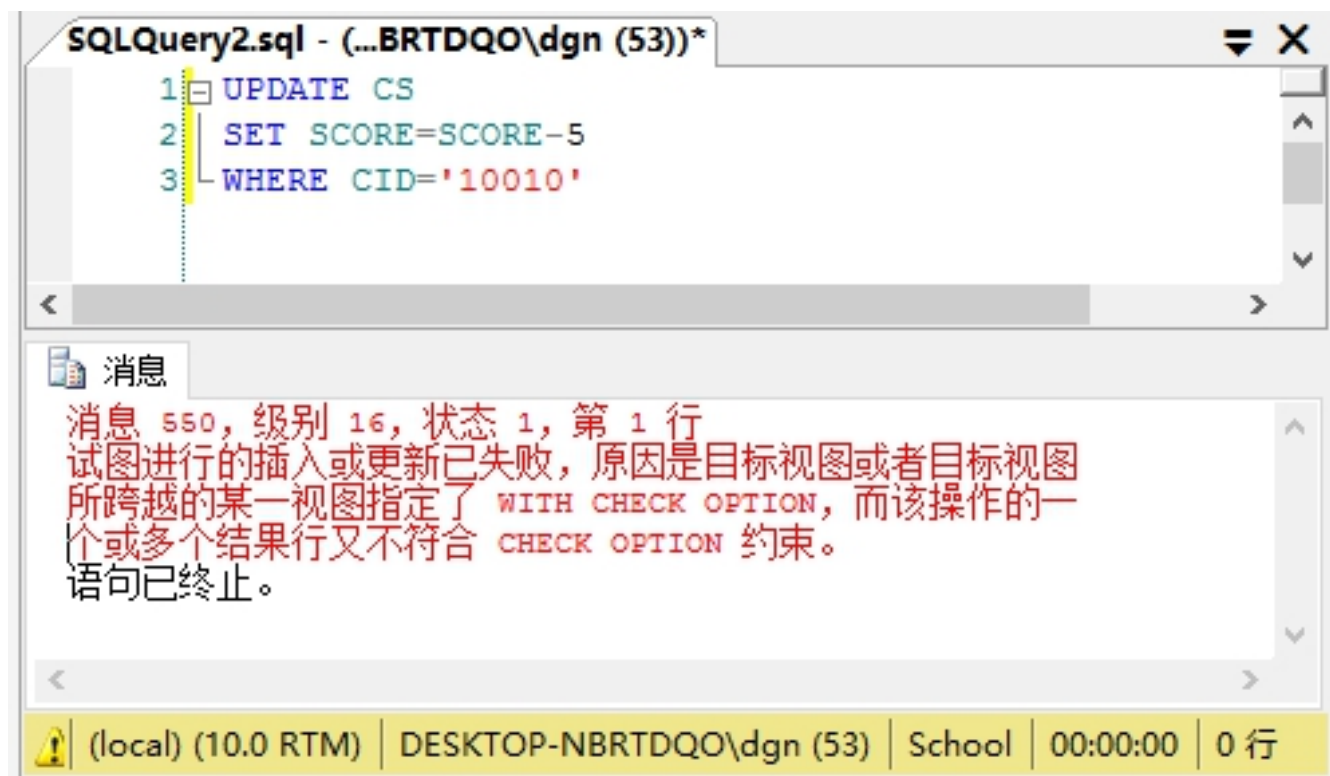 SQLQuery2.sql - (...BRTDQO\dgn (53))*
1 UPDATE CS
2 SET SCORE=SCORE-5
3 WHERE CID='10010'
消息
消息 550，级别 16，状态 1，第 1 行
试图进行的插入或更新已失败，原因是目标视图或者目标视图
所跨越的某一视图指定了 WITH CHECK OPTION，而该操作的一
个或多个结果行又不符合 CHECK OPTION 约束。
语句已终止。
(local) (10.0 RTM) DESKTOP-NBRTDQO\dgn (53) School 00:00:00 0 行